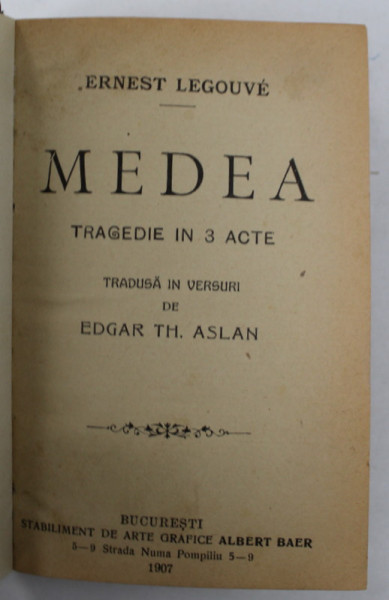 ERNEST LEGOUVÉ
MEDEA
TRAGEDIE IN 3 ACTE
TRADUSĂ IN VERSURI
DE
EDGAR TH. ASLAN
BUCUREŞTI
STABILIMENT DE ARTE GRAFICE ALBERT BAER
5—9 Strada Numa Pompiliu 5—9
1907